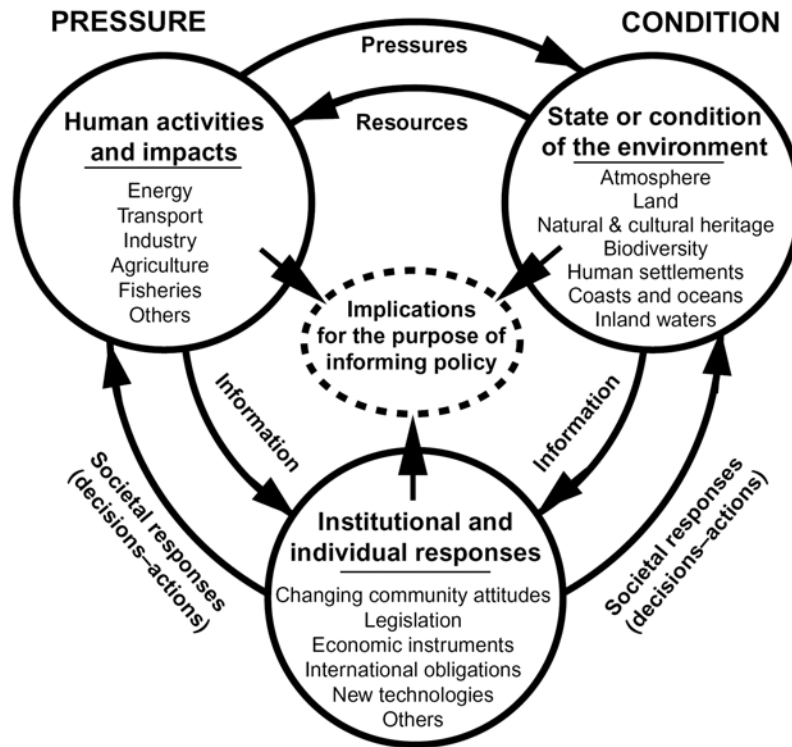 PRESSURE
CONDITION
Pressures
Resources
Human activities
and impacts
Energy
Transport
Industry
Agriculture
Fisheries
Others
State or condition
of the environment
Atmosphere
Land
Natural & cultural heritage
Biodiversity
Human settlements
Coasts and oceans
Inland waters
Implications
for the purpose of
informing policy
Information
Information
Societal responses
(decisions–actions)
Societal responses
(decisions–actions)
Institutional and
individual responses
Changing community attitudes
Legislation
Economic instruments
International obligations
New technologies
Others